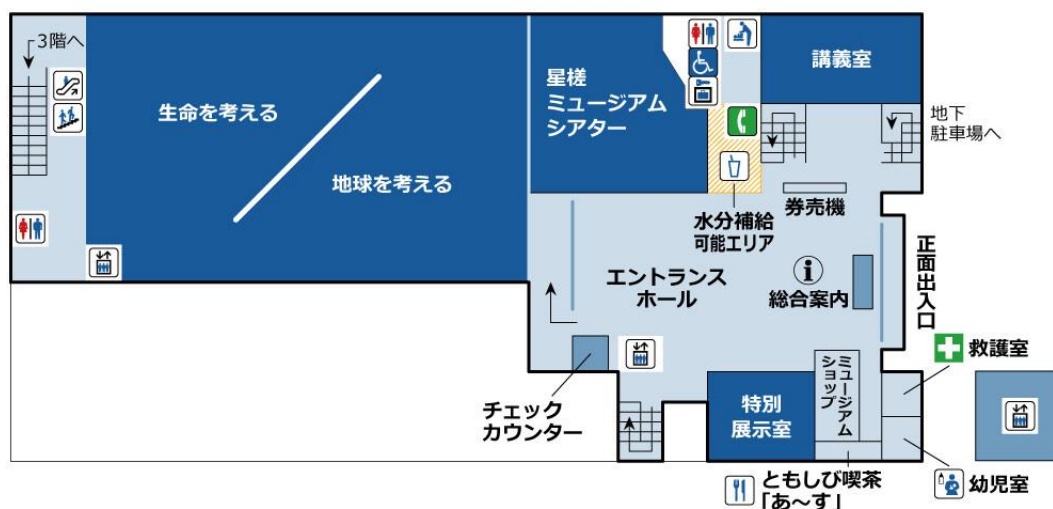 3階へ
生命を考える
地球を考える
星槎
ミュージアム
シアター
講義室
地下
駐車場へ
水分補給
可能エリア
券売機
エントランス
ホール
i
総合案内
正面出入口
チェック
カウンター
特別
展示室
ミュージアム
ショップ
救護室
幼児室
ともしび喫茶
「あ~す」